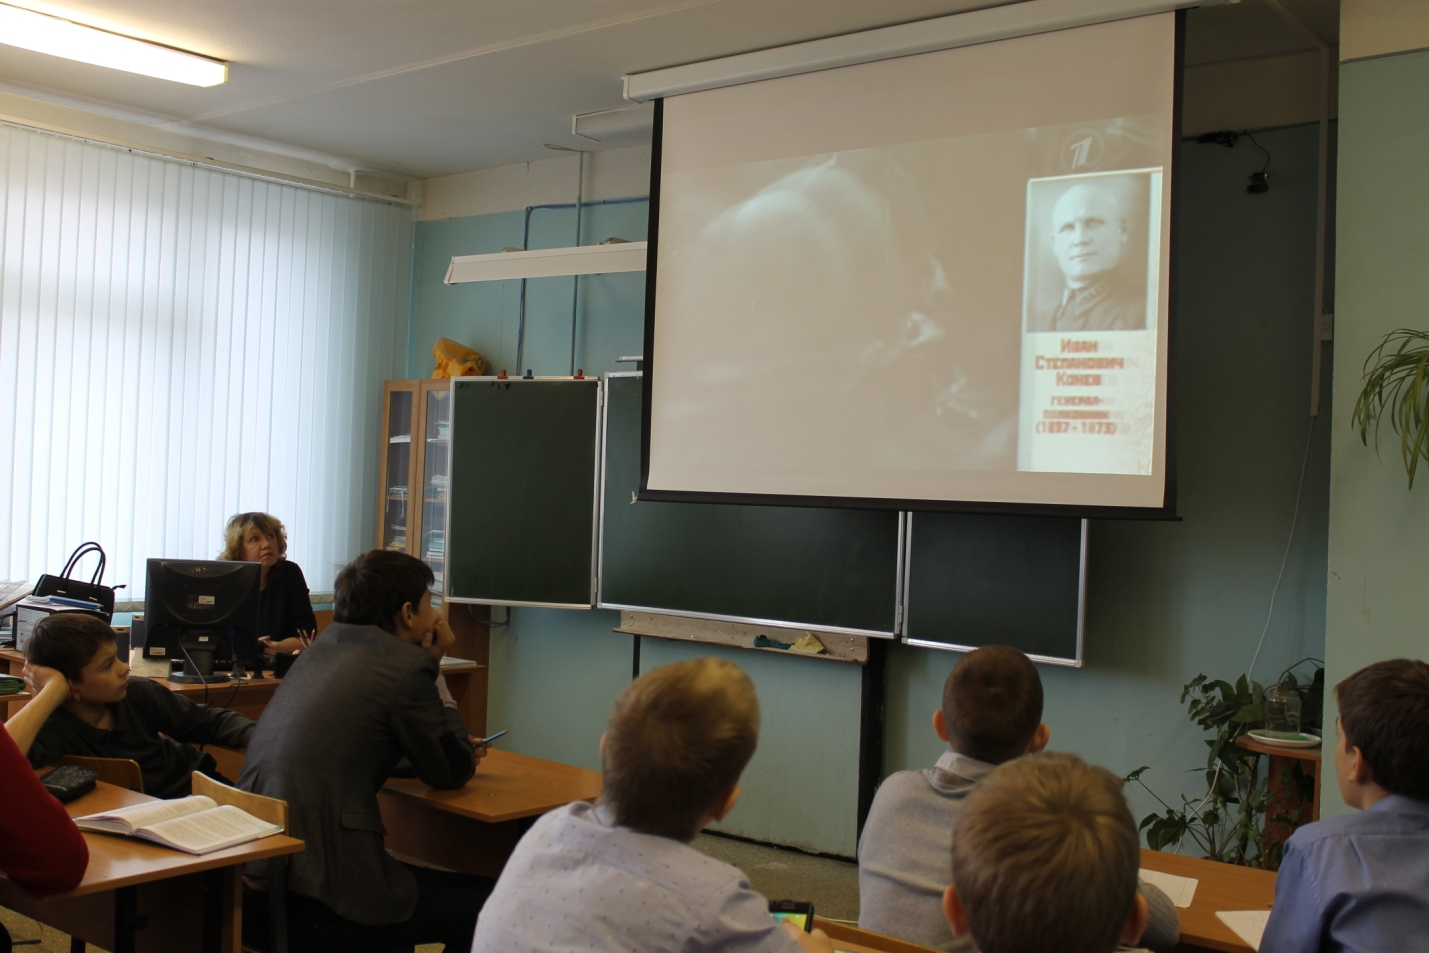 Иван
Степанович
Конев
генерал-
полковник
(1897 - 1973)